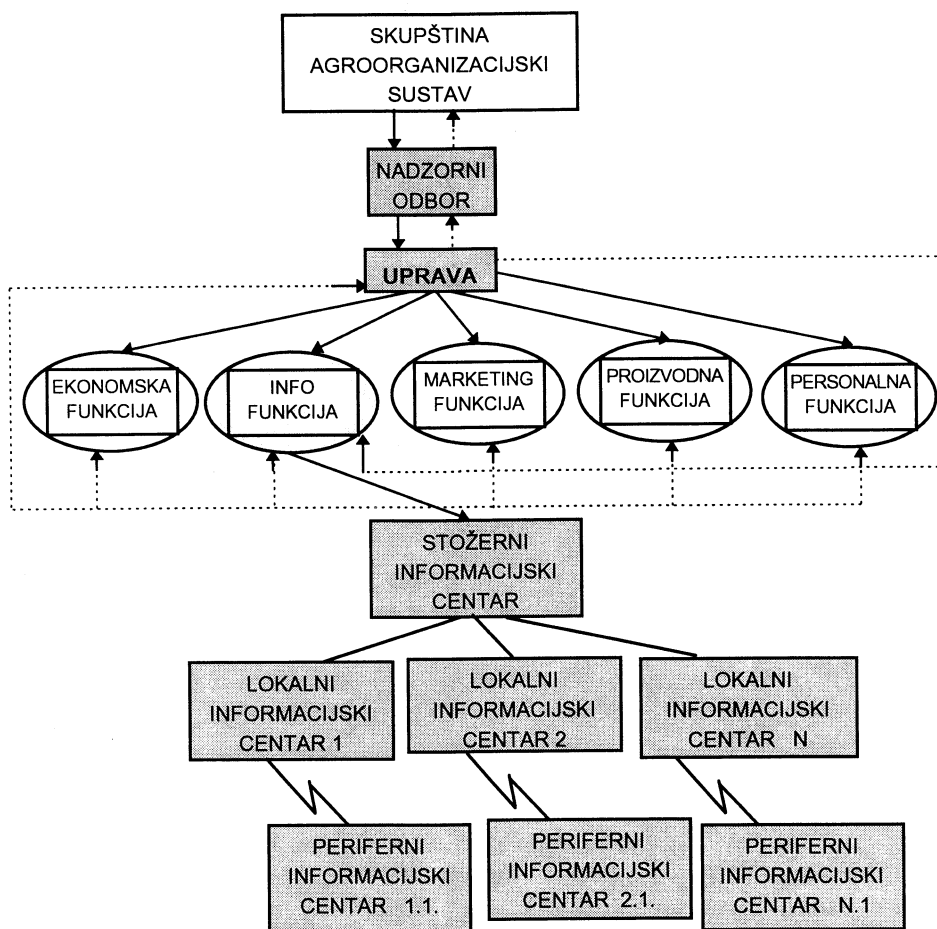 SKUPŠTINA
AGROORGANIZACIJSKI
SUSTAV
NADZORNI
ODBOR
UPRAVA
EKONOMSKA
FUNKCIJA
INFO
FUNKCIJA
MARKETING
FUNKCIJA
PROIZVODNA
FUNKCIJA
PERSONALNA
FUNKCIJA
STOŽERNI
INFORMACIJSKI
CENTAR
LOKALNI
INFORMACIJSKI
CENTAR 1
LOKALNI
INFORMACIJSKI
CENTAR 2
LOKALNI
INFORMACIJSKI
CENTAR N
PERIFERNI
INFORMACIJSKI
CENTAR 1.1.
PERIFERNI
INFORMACIJSKI
CENTAR 2.1.
PERIFERNI
INFORMACIJSKI
CENTAR N.1